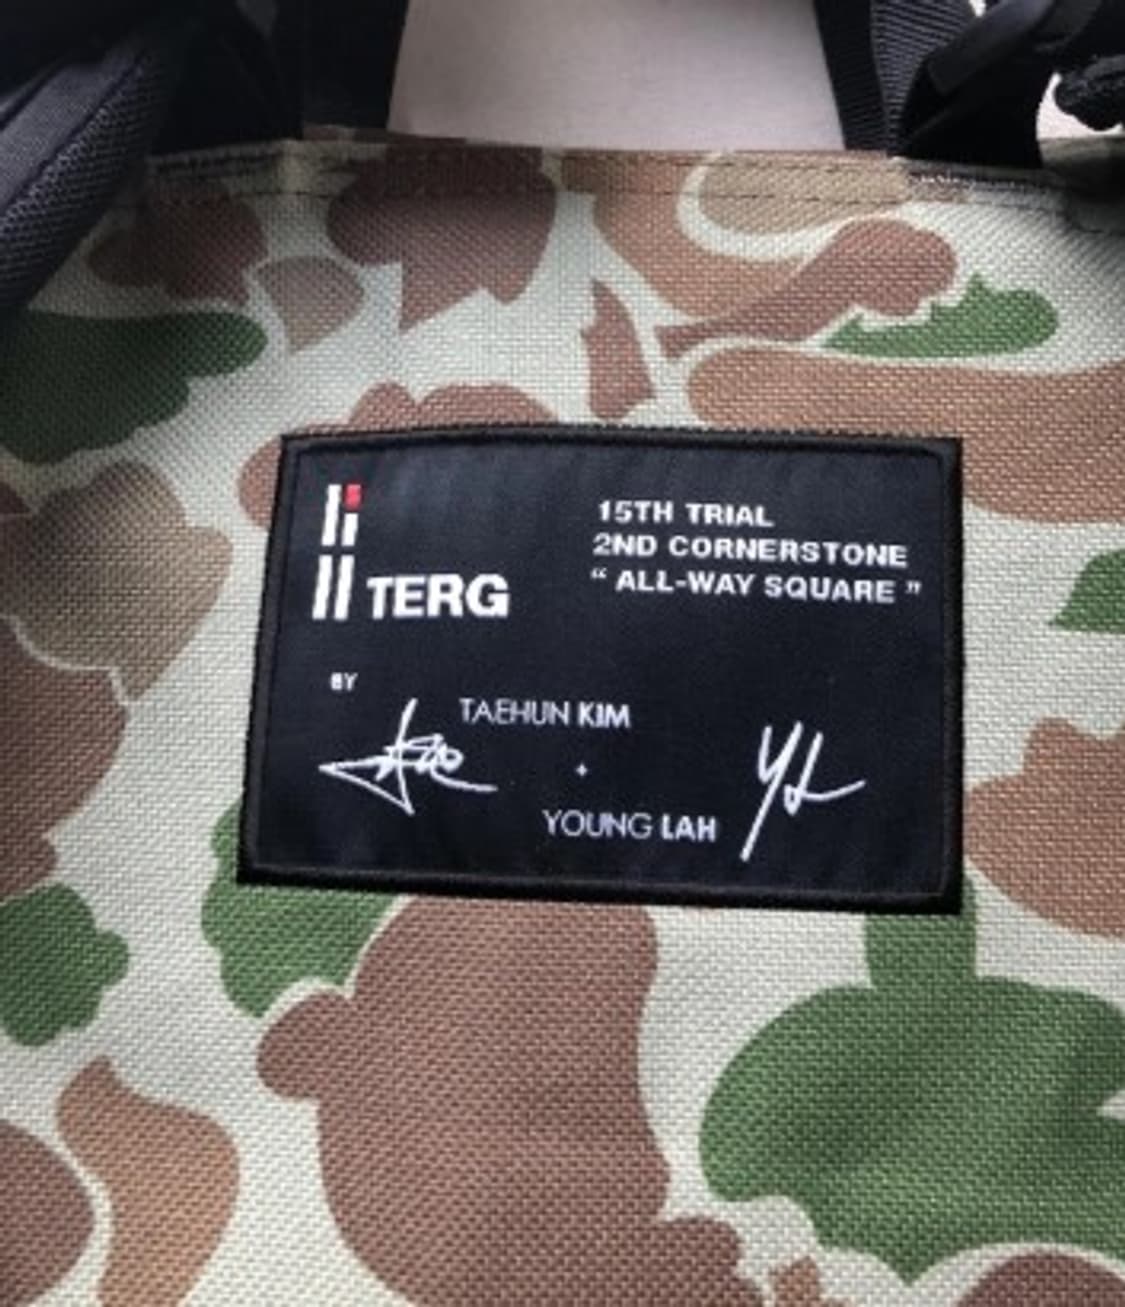 TERG
15TH TRIAL
2ND CORNERSTONE
“ ALL-WAY SQUARE ”
BY
TAEHUN KIM
+
YOUNG LAH